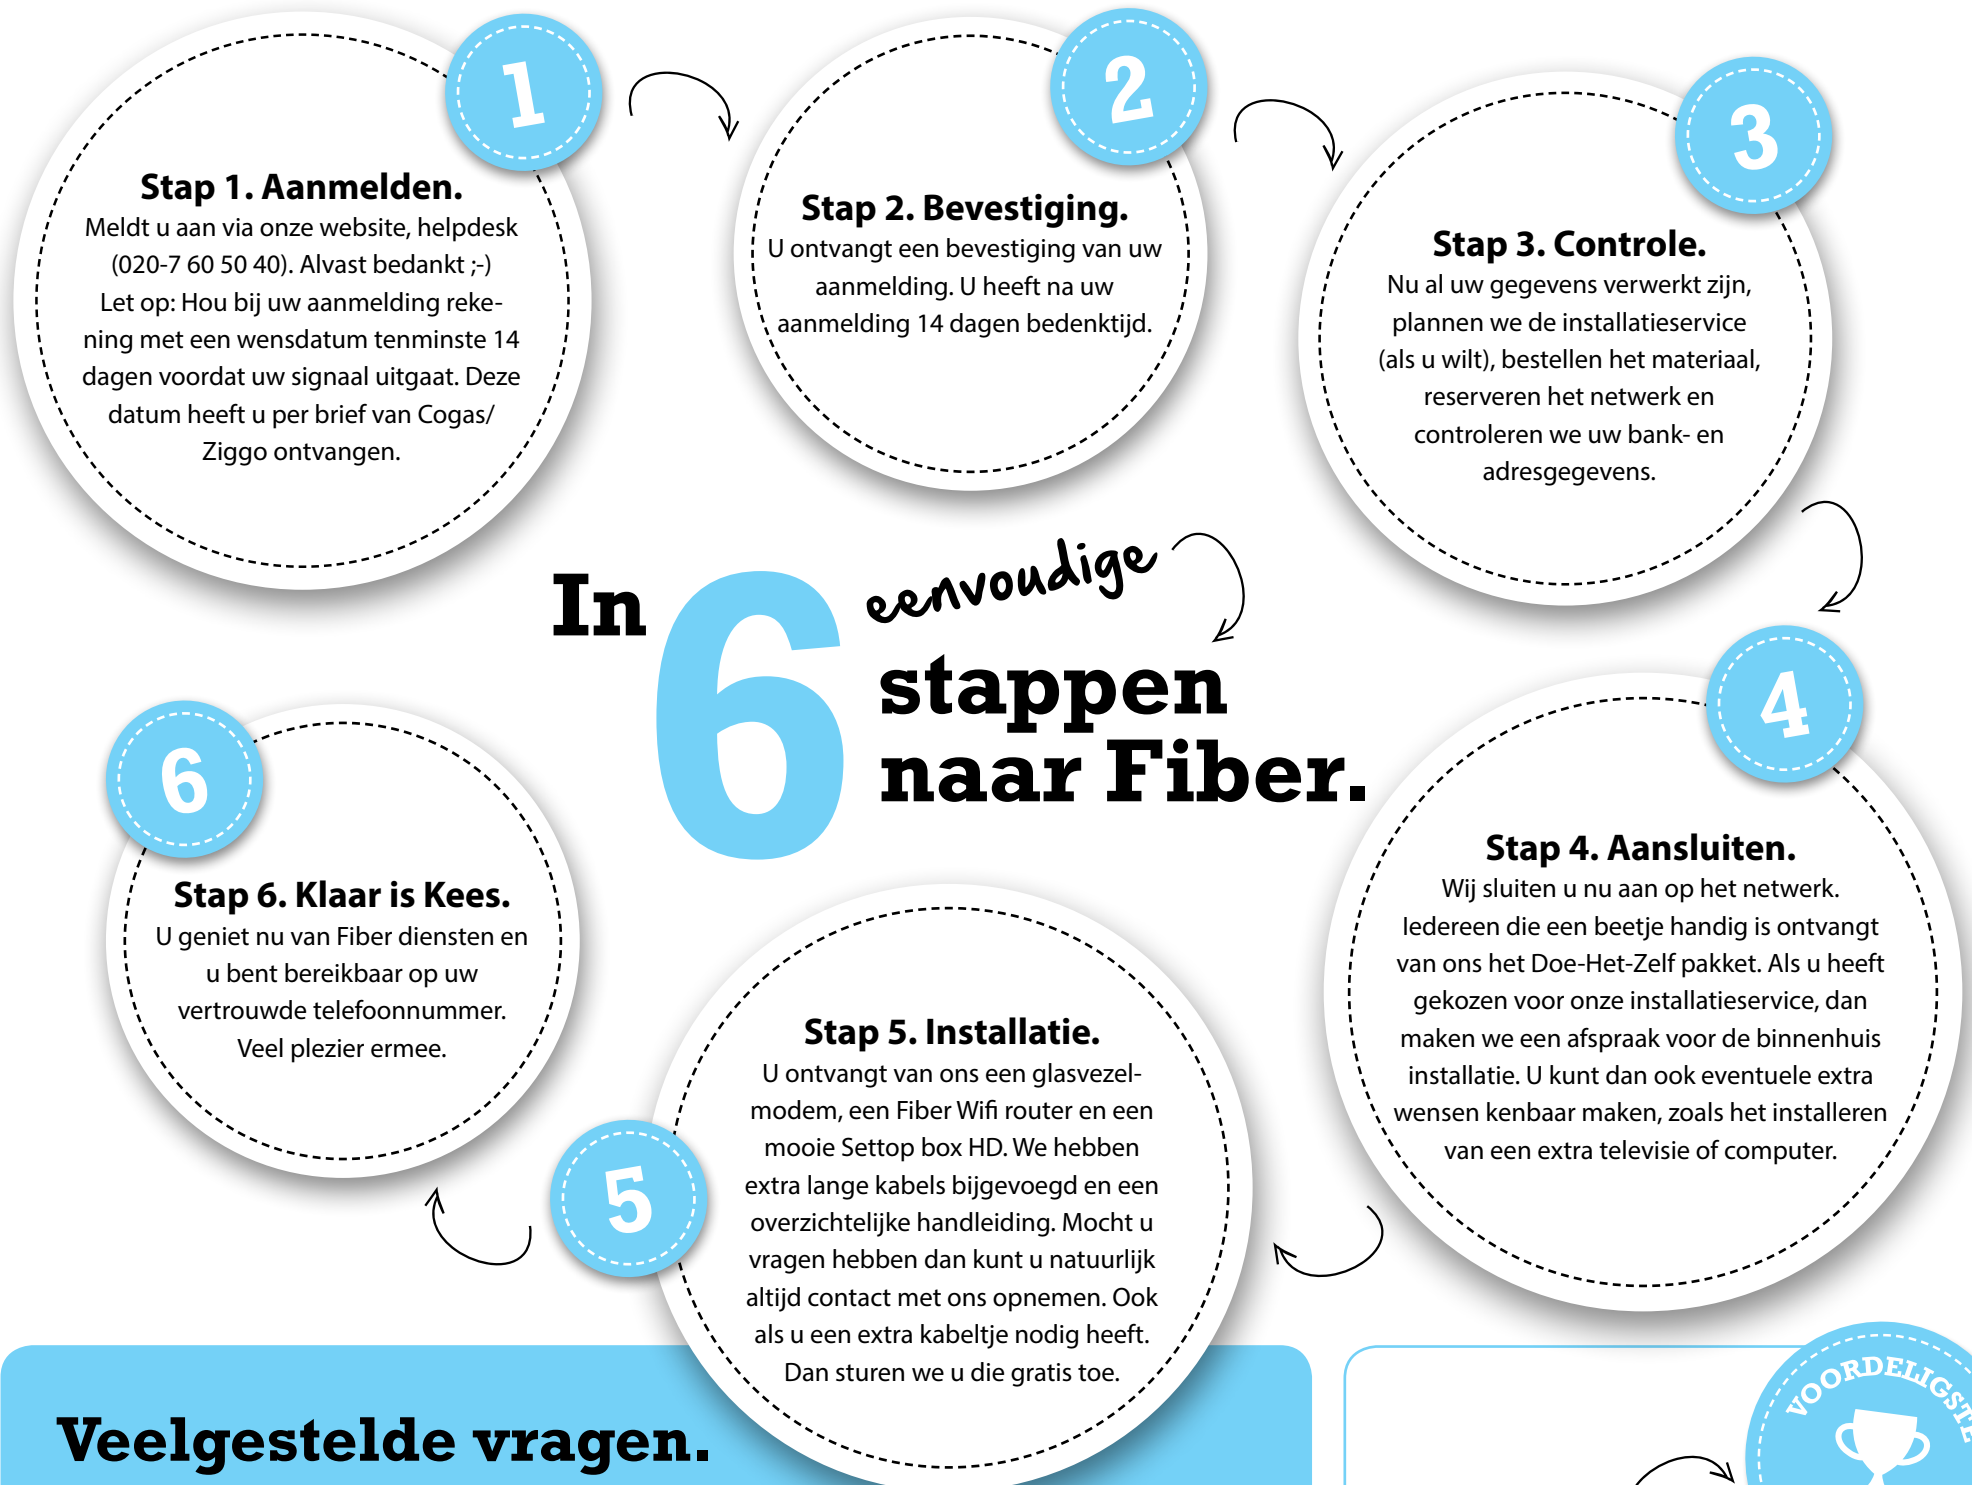 1
Stap 1. Aanmelden.
Meldt u aan via onze website, helpdesk
(020-7 60 50 40). Alvast bedankt ;-)
Let op: Hou bij uw aanmelding reke-
ning met een wensdatum tenminste 14
dagen voordat uw signaal uitgaat. Deze
datum heeft u per brief van Cogas/
Ziggo ontvangen.
2
Stap 2. Bevestiging.
U ontvangt een bevestiging van uw
aanmelding. U heeft na uw
aanmelding 14 dagen bedenktijd.
3
Stap 3. Controle.
Nu al uw gegevens verwerkt zijn,
plannen we de installatieservice
(als u wilt), bestellen het materiaal,
reserveren het netwerk en
controleren we uw bank- en
adresgegevens.
In 6 eenvoudige
stappen
naar Fiber.
4
Stap 4. Aansluiten.
Wij sluiten u nu aan op het netwerk.
Iedereen die een beetje handig is ontvangt
van ons het Doe-Het-Zelf pakket. Als u heeft
gekozen voor onze installatieservice, dan
maken we een afspraak voor de binnenhuis
installatie. U kunt dan ook eventuele extra
wensen kenbaar maken, zoals het installeren
van een extra televisie of computer.
5
Stap 5. Installatie.
U ontvangt van ons een glasvezel-
modem, een Fiber Wifi router en een
mooie Settop box HD. We hebben
extra lange kabels bijgevoegd en een
overzichtelijke handleiding. Mocht u
vragen hebben dan kunt u natuurlijk
altijd contact met ons opnemen. Ook
als u een extra kabeltje nodig heeft.
Dan sturen we u die gratis toe.
6
Stap 6. Klaar is Kees.
U geniet nu van Fiber diensten en
u bent bereikbaar op uw
vertrouwde telefoonnummer.
Veel plezier ermee.
Veelgestelde vragen.
VOORDELIGSTE